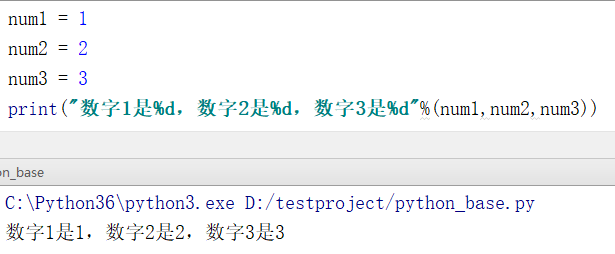 num1 = 1
num2 = 2
num3 = 3
print("数字1是%d，数字2是%d，数字3是%d"%(num1,num2,num3))
on_base
C:\Python36\python3.exe D:/testproject/python_base.py
数字1是1，数字2是2，数字3是3